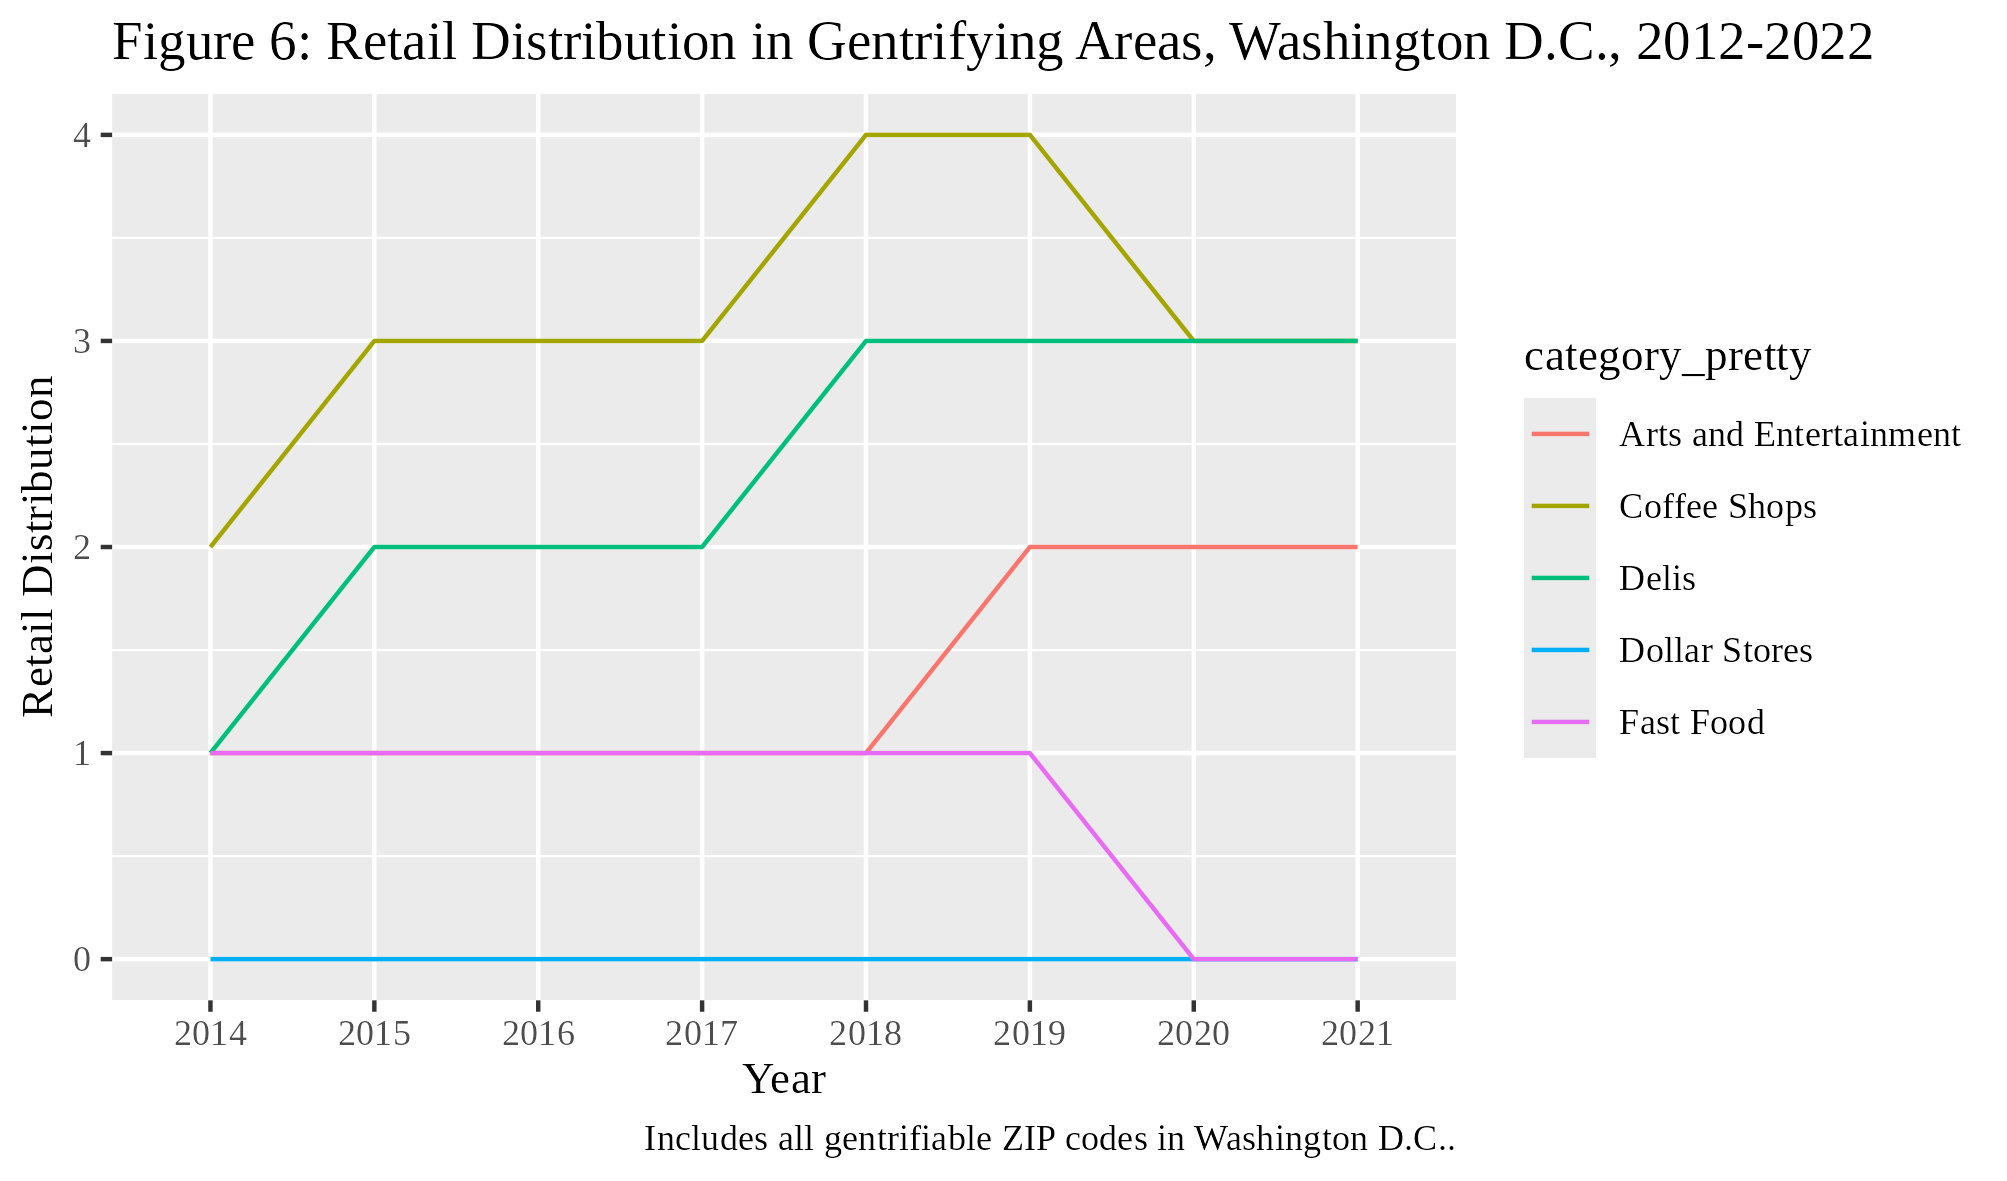 Figure 6: Retail Distribution in Gentrifying Areas, Washington D.C., 2012-2022
4
3
2
1
0
Retail Distribution
2014 2015 2016 2017 2018 2019 2020 2021
Year
Includes all gentrifiable ZIP codes in Washington D.C..
category_pretty
Arts and Entertainment
Coffee Shops
Delis
Dollar Stores
Fast Food